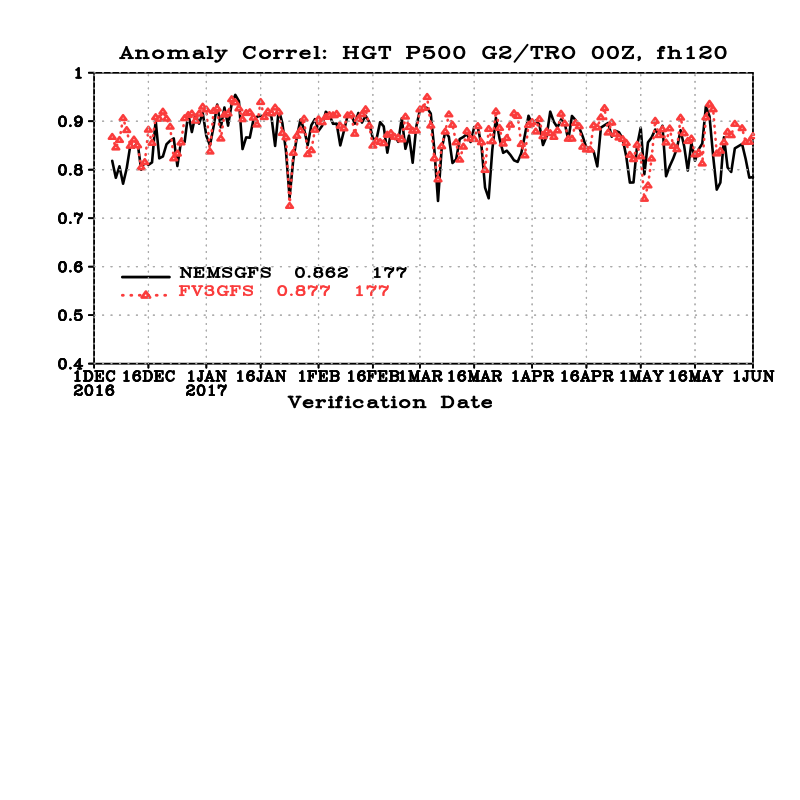 Anomaly Correl: HGT P500 G2/TRO 00Z, fh120
1
0.9
0.8
0.7
0.6
0.5
0.4
NEMSGFS 0.862 177
FV3GFS 0.877 177
1DEC 16DEC 1JAN 16JAN 1FEB 16FEB 1MAR 16MAR 1APR 16APR 1MAY 16MAY 1JUN
2016 2017
Verification Date